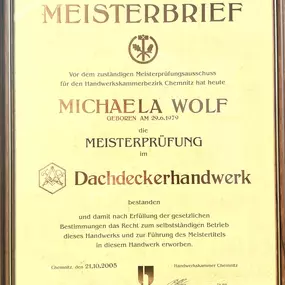 MEISTERBRIEF
Vor dem zuständigen Meisterprüfungsausschuss
für den Handwerkskammerbezirk Chemnitz hat heute
MICHAELA WOLF
GEBOREN AM 29.6.1979
die
MEISTERPRÜFUNG
im
Dachdeckerhandwerk
bestanden
und damit nach Erfüllung der gesetzlichen
Bestimmungen das Recht zum selbständigen Betrieb
dieses Handwerks und zur Führung des Meistertitels
in diesem Handwerk erworben.
Chemnitz, den 21.10.2005
Handwerkskammer Chemnitz